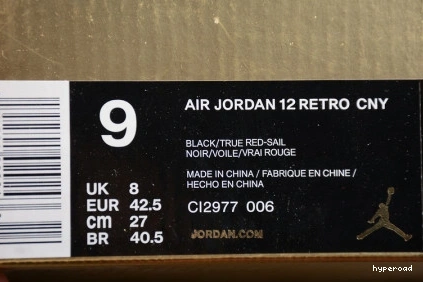 9
UK 8
EUR 42.5
cm 27
BR 40.5
AIR JORDAN 12 RETRO CNY
BLACK/TRUE RED-SAIL
NOIR/VOILE/VRAI ROUGE
MADE IN CHINA / FABRIQUE EN CHINE /
HECHO EN CHINA
CI2977 006
JORDAN.COM
hyperoad